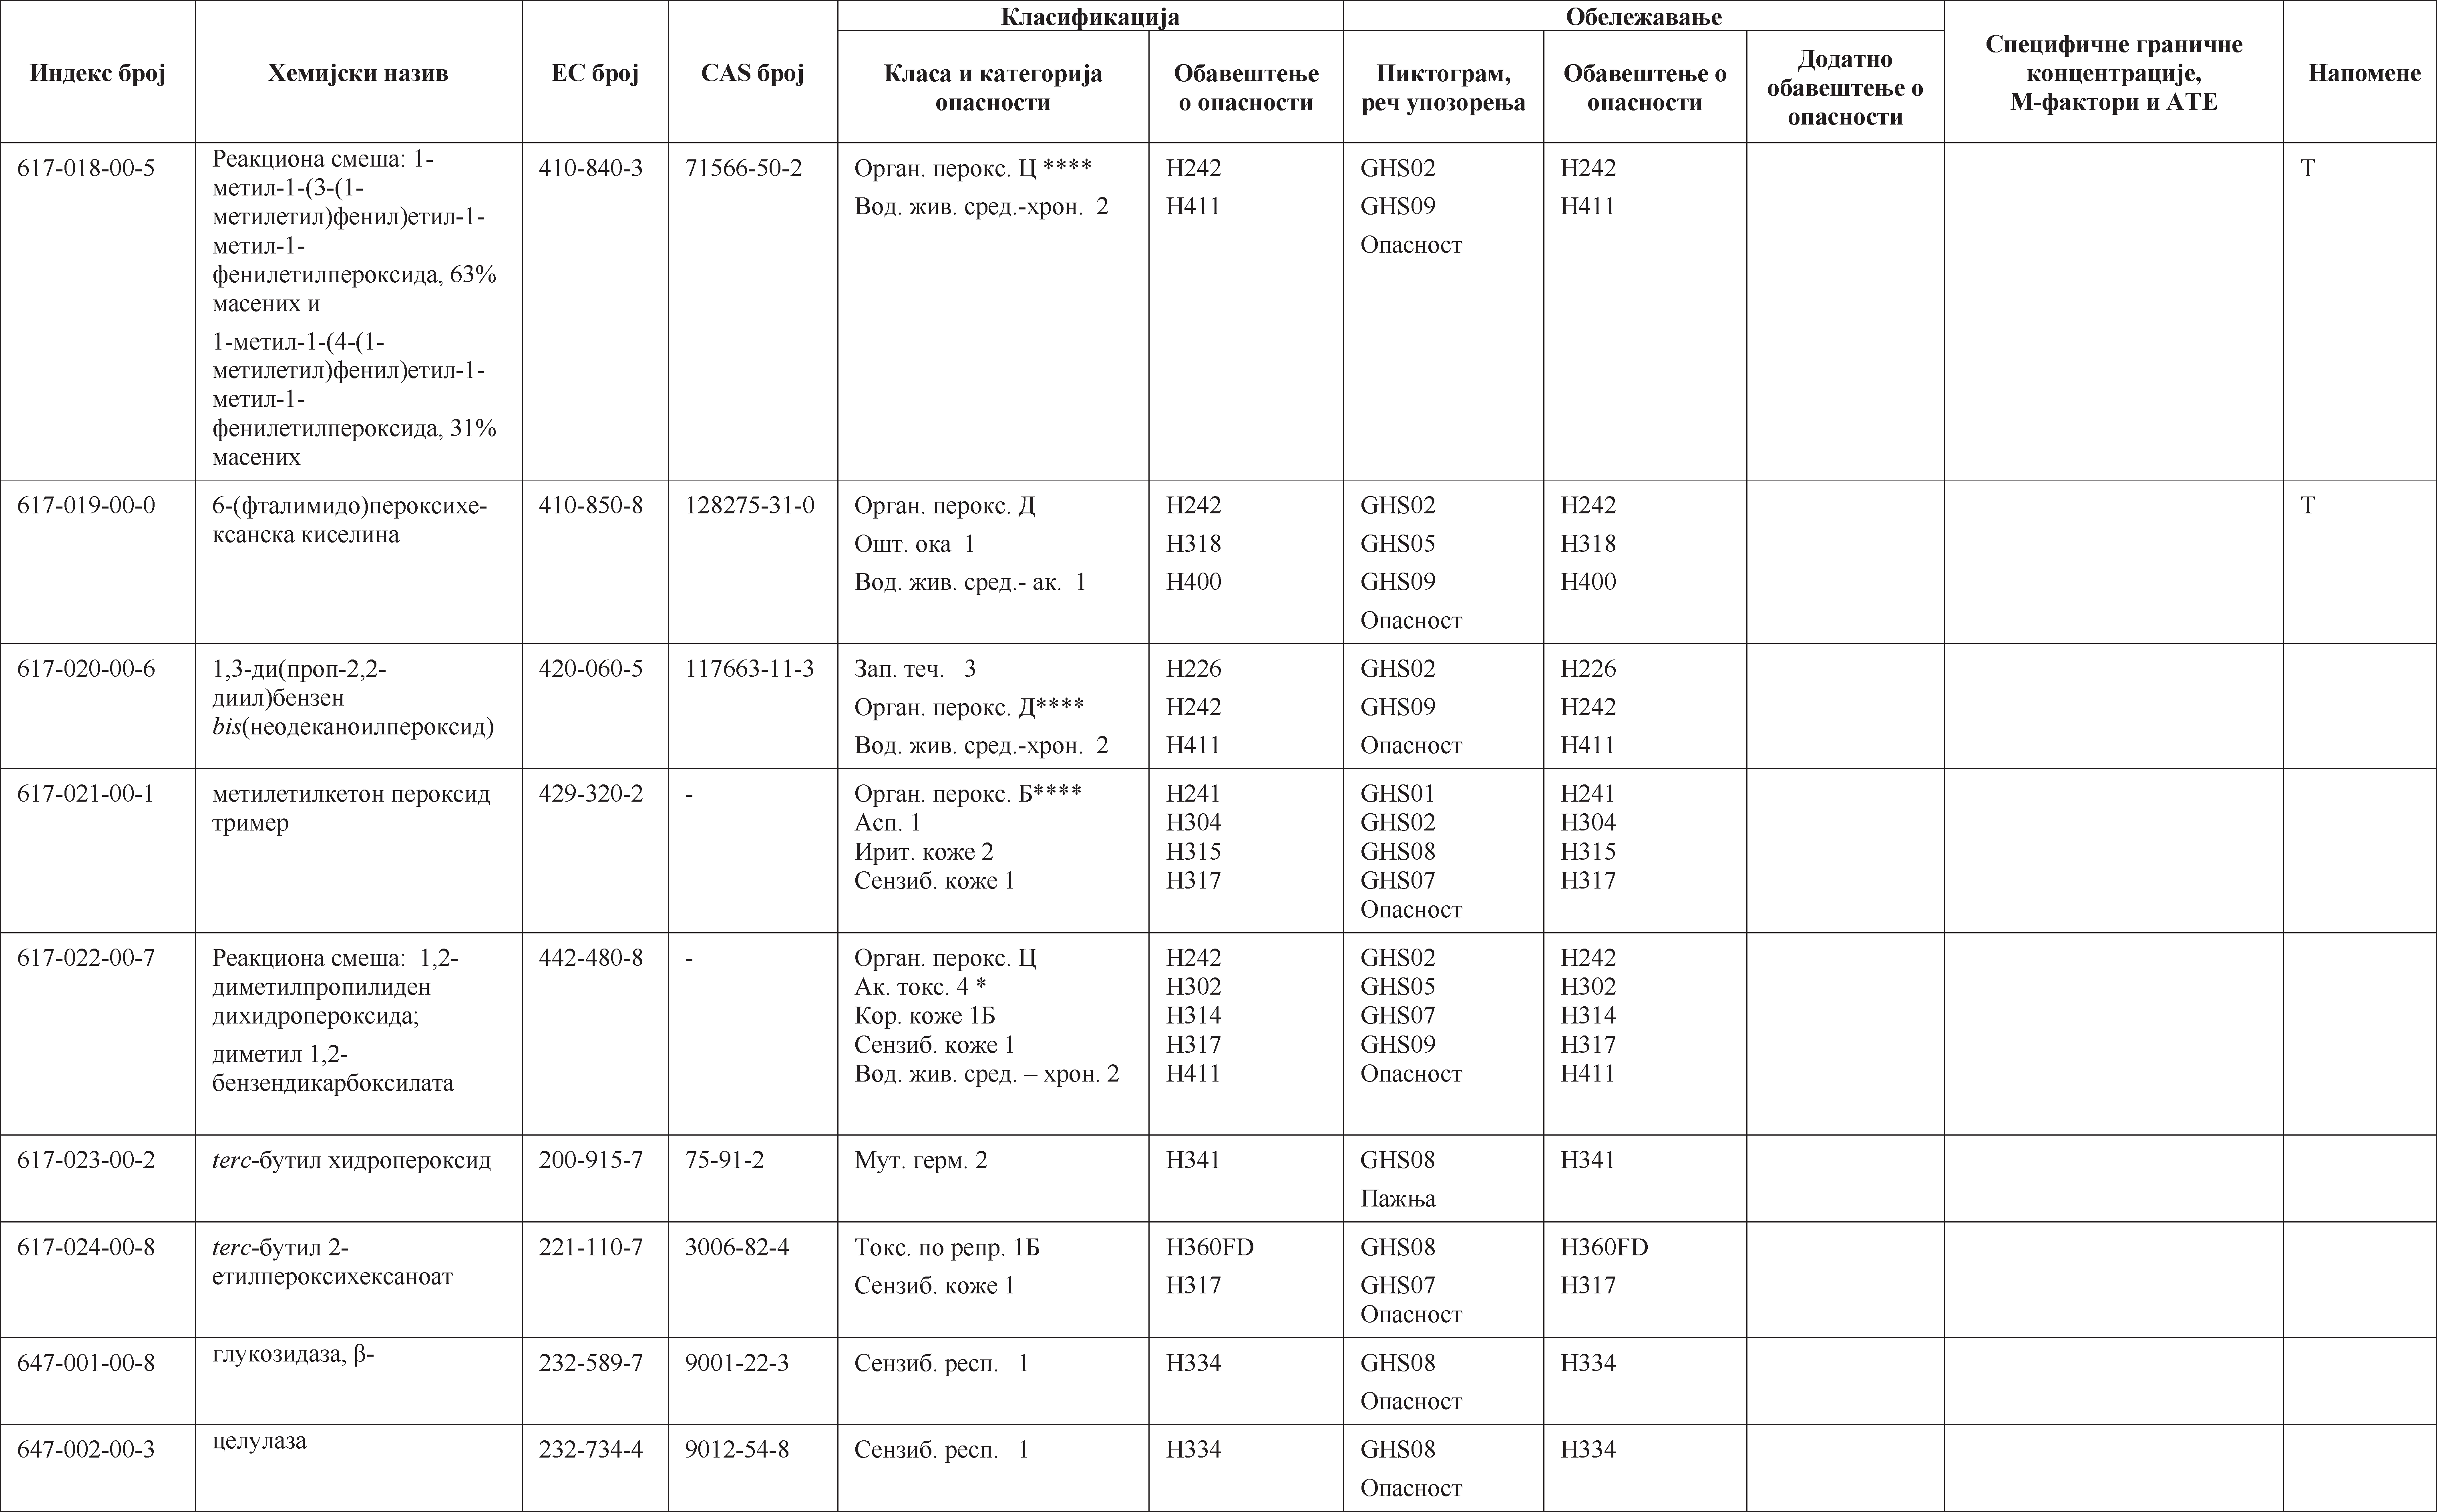 Класификација
Обележавање
Индекс број
Хемијски назив
ЕС број
CAS број
Класа и категорија
опасности
Обавештење
о опасности
Пиктограм,
реч упозорења
Обавештење о
опасности
Додатно
обавештење о
опасности
Специфичне граничне
концентрације,
М-фактори и АТЕ
Напомене
617-018-00-5
Реакциона смеша: 1-
метил-1-(3-(1-
метилетил)фенил)етил-1-
метил-1-
фенилетилпероксида, 63%
масених и
1-метил-1-(4-(1-
метилетил)фенил)етил-1-
метил-1-
фенилетилпероксида, 31%
масених
410-840-3
71566-50-2
Орган. перокс. Ц ****
Вод. жив. сред.-хрон. 2
H242
H411
GHS02
GHS09
Опасност
H242
H411
T
617-019-00-0
6-(фталимидо)пероксихе-
ксанска киселина
410-850-8
128275-31-0
Орган. перокс. Д
Ошт. ока 1
Вод. жив. сред.- ак. 1
H242
H318
H400
GHS02
GHS05
GHS09
Опасност
H242
H318
H400
T
617-020-00-6
1,3-ди(проп-2,2-
диил)бензен
bis(неодеканоилпероксид)
420-060-5
117663-11-3
Зап. теч. 3
Орган. перокс. Д****
Вод. жив. сред.-хрон. 2
H226
H242
H411
GHS02
GHS09
Опасност
H226
H242
H411
617-021-00-1
метилетилкетон пероксид
тример
429-320-2
-
Орган. перокс. Б****
Асп. 1
Ирит. коже 2
Сензиб. коже 1
H241
H304
H315
H317
GHS01
GHS02
GHS08
GHS07
Опасност
H241
H304
H315
H317
617-022-00-7
Реакциона смеша: 1,2-
диметилпропилиден
дихидропероксида;
диметил 1,2-
бензендикарбоксилата
442-480-8
-
Орган. перокс. Ц
Ак. токс. 4 *
Кор. коже 1Б
Сензиб. коже 1
Вод. жив. сред. – хрон. 2
H242
H302
H314
H317
H411
GHS02
GHS05
GHS07
GHS09
Опасност
H242
H302
H314
H317
H411
617-023-00-2
terc-бутил хидропероксид
200-915-7
75-91-2
Мут. герм. 2
H341
GHS08
Пажња
H341
617-024-00-8
terc-бутил 2-
етилпероксихексаноат
221-110-7
3006-82-4
Токс. по репр. 1Б
Сензиб. коже 1
H360FD
H317
GHS08
GHS07
Опасност
H360FD
H317
647-001-00-8
глукозидаза, β-
232-589-7
9001-22-3
Сензиб. респ. 1
H334
GHS08
Опасност
H334
647-002-00-3
целулаза
232-734-4
9012-54-8
Сензиб. респ. 1
H334
GHS08
Опасност
H334